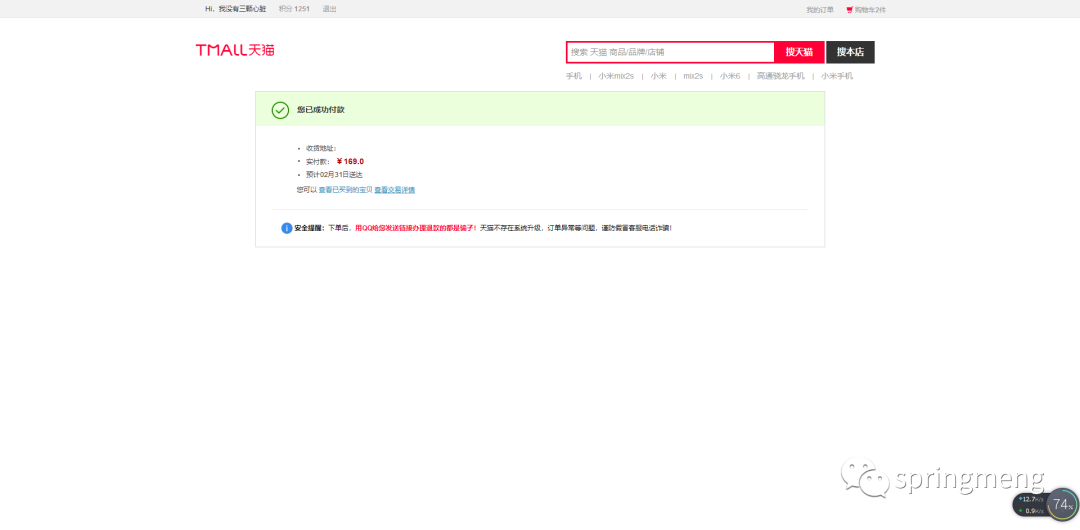 Hi，我没有三颗心脏 积分 1251 退出 我的订单 购物车2件
TMALL天猫
搜索 天猫 商品/品牌/店铺 搜天猫 搜本店
手机 | 小米mix2s | 小米 | mix2s | 小米6 | 高通骁龙手机 | 小米手机
您已成功付款
• 收货地址：
• 实付款： ¥ 169.0
• 预计02月31日送达
您可以 查看已买到的宝贝 查看交易详情
安全提醒：下单后，用QQ给您发送链接办理退款的都是骗子！天猫不存在系统升级，订单异常等问题，谨防假冒客服电话诈骗！
springmeng
12.7K/s
0.9K/s
74%